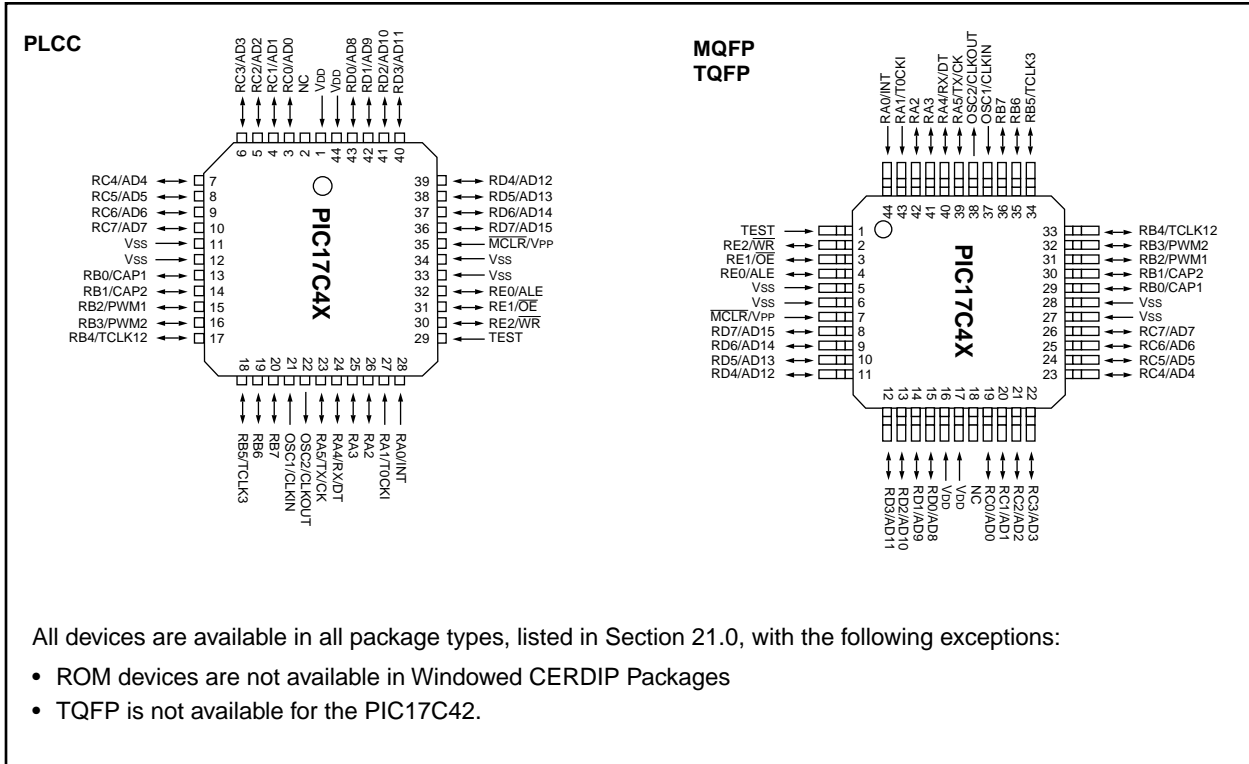 PLCC
RC3/AD3
RC2/AD2
RC1/AD1
RC0/AD0
NC
VDD
VDD
RD0/AD8
RD1/AD9
RD2/AD10
RD3/AD11
6 5 4 3 2 1 44 43 42 41 40
RC4/AD4 7
RC5/AD5 8
RC6/AD6 9
RC7/AD7 10
VSS 11
VSS 12
RB0/CAP1 13
RB1/CAP2 14
RB2/PWM1 15
RB3/PWM2 16
RB4/TCLK12 17
PIC17C4X
39 RD4/AD12
38 RD5/AD13
37 RD6/AD14
36 RD7/AD15
35 MCLR/VPP
34 VSS
33 VSS
32 RE0/ALE
31 RE1/OE
30 RE2/WR
29 TEST
18 19 20 21 22 23 24 25 26 27 28
RB5/TCLK3
RB6
RB7
OSC1/CLKIN
OSC2/CLKOUT
RA5/TX/CK
RA4/RX/DT
RA3
RA2
RA1/T0CKI
RA0/INT
MQFP
TQFP
RA0/INT
RA1/T0CKI
RA2
RA3
RA4/RX/DT
RA5/TX/CK
OSC2/CLKOUT
OSC1/CLKIN
RB7
RB6
RB5/TCLK3
44 43 42 41 40 39 38 37 36 35 34
TEST 1
RE2/WR 2
RE1/OE 3
RE0/ALE 4
VSS 5
VSS 6
MCLR/VPP 7
RD7/AD15 8
RD6/AD14 9
RD5/AD13 10
RD4/AD12 11
PIC17C4X
33 RB4/TCLK12
32 RB3/PWM2
31 RB2/PWM1
30 RB1/CAP2
29 RB0/CAP1
28 VSS
27 VSS
26 RC7/AD7
25 RC6/AD6
24 RC5/AD5
23 RC4/AD4
12 13 14 15 16 17 18 19 20 21 22
RD3/AD11
RD2/AD10
RD1/AD9
RD0/AD8
VDD
VDD
NC
RC0/AD0
RC1/AD1
RC2/AD2
RC3/AD3
All devices are available in all package types, listed in Section 21.0, with the following exceptions:
• ROM devices are not available in Windowed CERDIP Packages
• TQFP is not available for the PIC17C42.